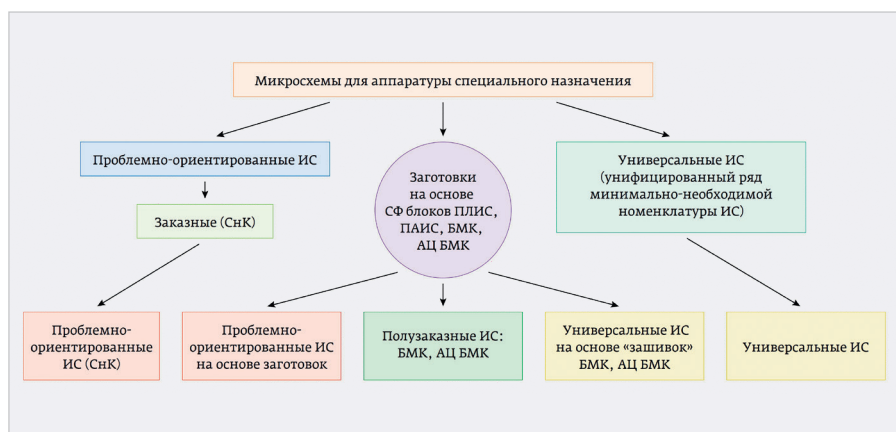 Микросхемы для аппаратуры специального назначения
Проблемно-ориентированные ИС
Заготовки
на основе
СФ блоков ПЛИС,
ПАИС, БМК,
АЦ БМК
Универсальные ИС
(унифицированный ряд
минимально-необходимой
номенклатуры ИС)
Заказные (СнК)
Проблемно-
ориентированные
ИС (СнК)
Проблемно-
ориентированные ИС
на основе заготовок
Полузаказные ИС:
БМК, АЦ БМК
Универсальные ИС
на основе «зашивок»
БМК, АЦ БМК
Универсальные ИС